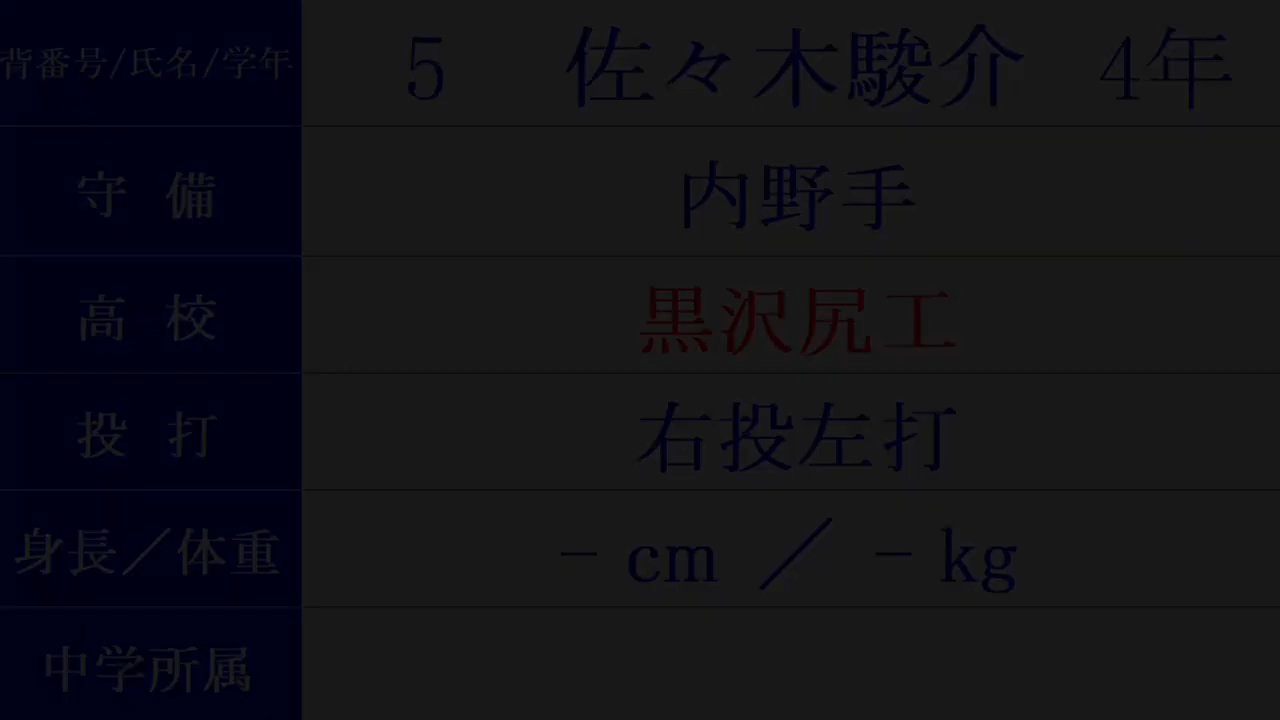 背番号/氏名/学年 5 佐々木駿介 4年
守 備 内野手
高 校 黒沢尻工
投 打 右投左打
身長／体重 － cm ／ － kg
中学所属